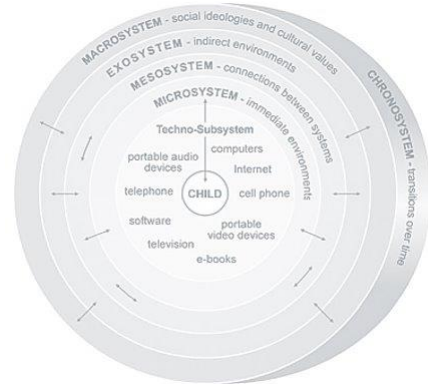 MACROSYSTEM - social ideologies and cultural values
EXOSYSTEM - indirect environments
MESOSYSTEM - connections between systems
MICROSYSTEM - immediate environments
CHRONOSYSTEM - transitions over time
Techno-Subsystem
computers
portable audio
devices
Internet
telephone
CHILD
cell phone
software
portable
video devices
television
e-books